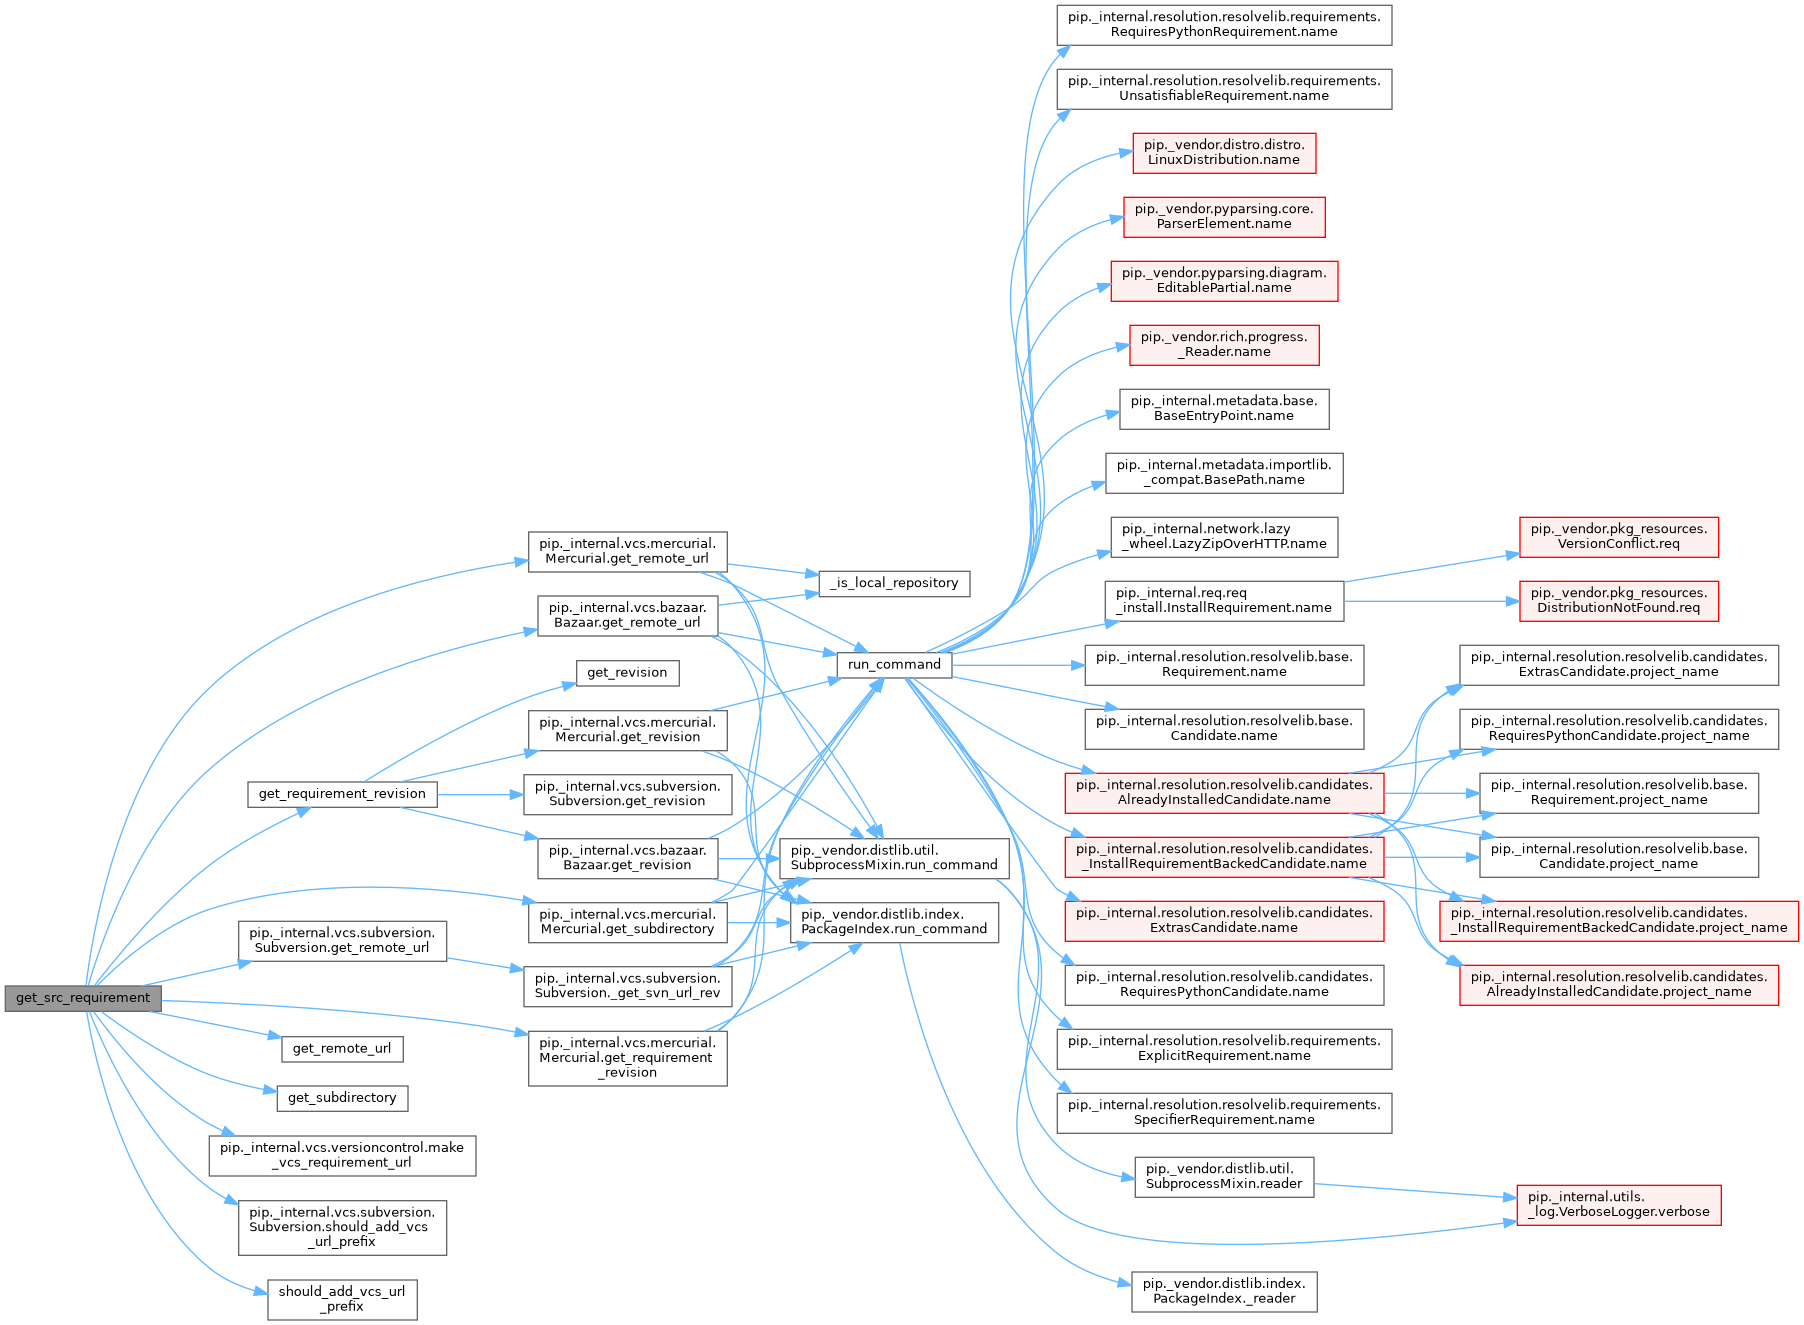 get_src_requirement
pip._internal.vcs.mercurial.
Mercurial.get_remote_url
pip._internal.vcs.bazaar.
Bazaar.get_remote_url
get_requirement_revision
get_revision
pip._internal.vcs.mercurial.
Mercurial.get_revision
pip._internal.vcs.subversion.
Subversion.get_revision
pip._internal.vcs.bazaar.
Bazaar.get_revision
pip._internal.vcs.mercurial.
Mercurial.get_subdirectory
pip._internal.vcs.subversion.
Subversion.get_remote_url
pip._internal.vcs.subversion.
Subversion._get_svn_url_rev
pip._internal.vcs.mercurial.
Mercurial.get_requirement
_revision
get_remote_url
get_subdirectory
pip._internal.vcs.versioncontrol.make
_vcs_requirement_url
pip._internal.vcs.subversion.
Subversion.should_add_vcs
_url_prefix
should_add_vcs_url
_prefix
_is_local_repository
run_command
pip._vendor.distlib.util.
SubprocessMixin.run_command
pip._vendor.distlib.index.
PackageIndex.run_command
pip._internal.resolution.resolvelib.requirements.
RequiresPythonRequirement.name
pip._internal.resolution.resolvelib.requirements.
UnsatisfiableRequirement.name
pip._vendor.distro.distro.
LinuxDistribution.name
pip._vendor.pyparsing.core.
ParserElement.name
pip._vendor.pyparsing.diagram.
EditablePartial.name
pip._vendor.rich.progress.
_Reader.name
pip._internal.metadata.base.
BaseEntryPoint.name
pip._internal.metadata.importlib.
_compat.BasePath.name
pip._internal.network.lazy
_wheel.LazyZipOverHTTP.name
pip._internal.req.req
_install.InstallRequirement.name
pip._internal.resolution.resolvelib.base.
Requirement.name
pip._internal.resolution.resolvelib.base.
Candidate.name
pip._internal.resolution.resolvelib.candidates.
AlreadyInstalledCandidate.name
pip._internal.resolution.resolvelib.candidates.
_InstallRequirementBackedCandidate.name
pip._internal.resolution.resolvelib.candidates.
ExtrasCandidate.name
pip._internal.resolution.resolvelib.candidates.
RequiresPythonCandidate.name
pip._internal.resolution.resolvelib.requirements.
ExplicitRequirement.name
pip._internal.resolution.resolvelib.requirements.
SpecifierRequirement.name
pip._vendor.distlib.util.
SubprocessMixin.reader
pip._vendor.distlib.index.
PackageIndex._reader
pip._vendor.pkg_resources.
VersionConflict.req
pip._vendor.pkg_resources.
DistributionNotFound.req
pip._internal.resolution.resolvelib.candidates.
ExtrasCandidate.project_name
pip._internal.resolution.resolvelib.candidates.
RequiresPythonCandidate.project_name
pip._internal.resolution.resolvelib.base.
Requirement.project_name
pip._internal.resolution.resolvelib.base.
Candidate.project_name
pip._internal.resolution.resolvelib.candidates.
_InstallRequirementBackedCandidate.project_name
pip._internal.resolution.resolvelib.candidates.
AlreadyInstalledCandidate.project_name
pip._internal.utils.
_log.VerboseLogger.verbose